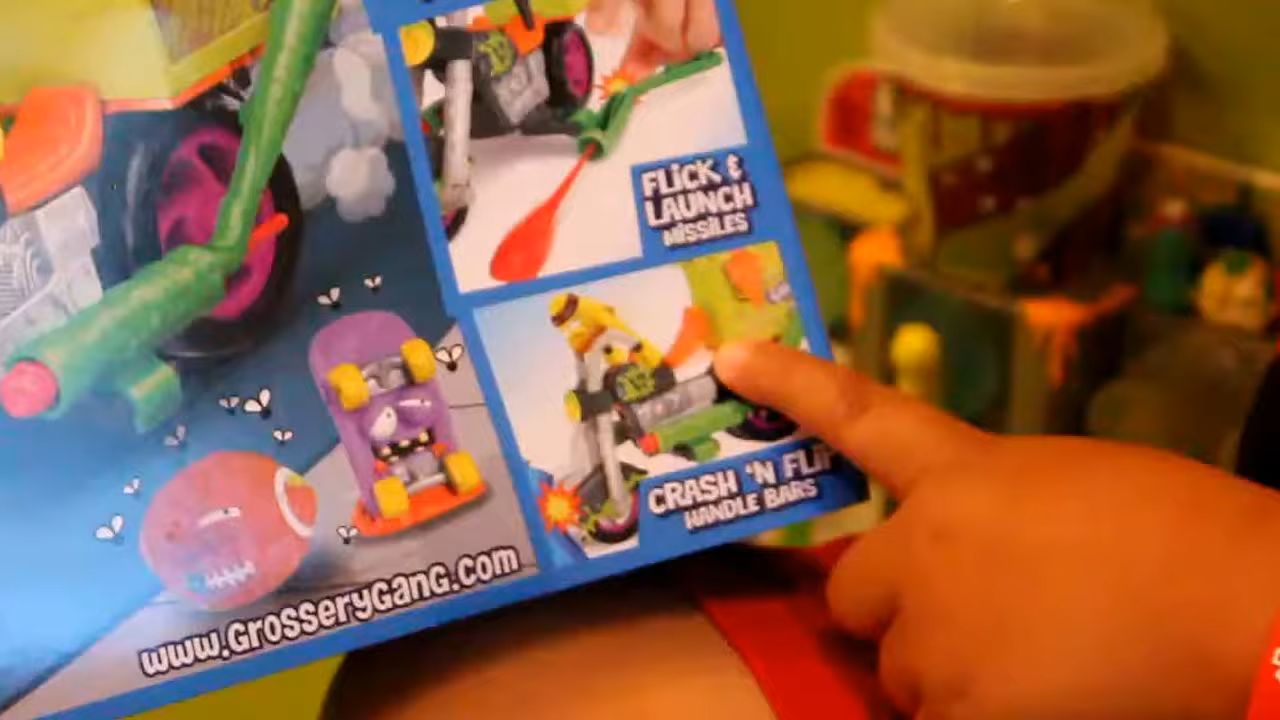 FLICK &
LAUNCH
MISSILES
CRASH 'N FLIP
HANDLE BARS
www.GrosseryGang.com